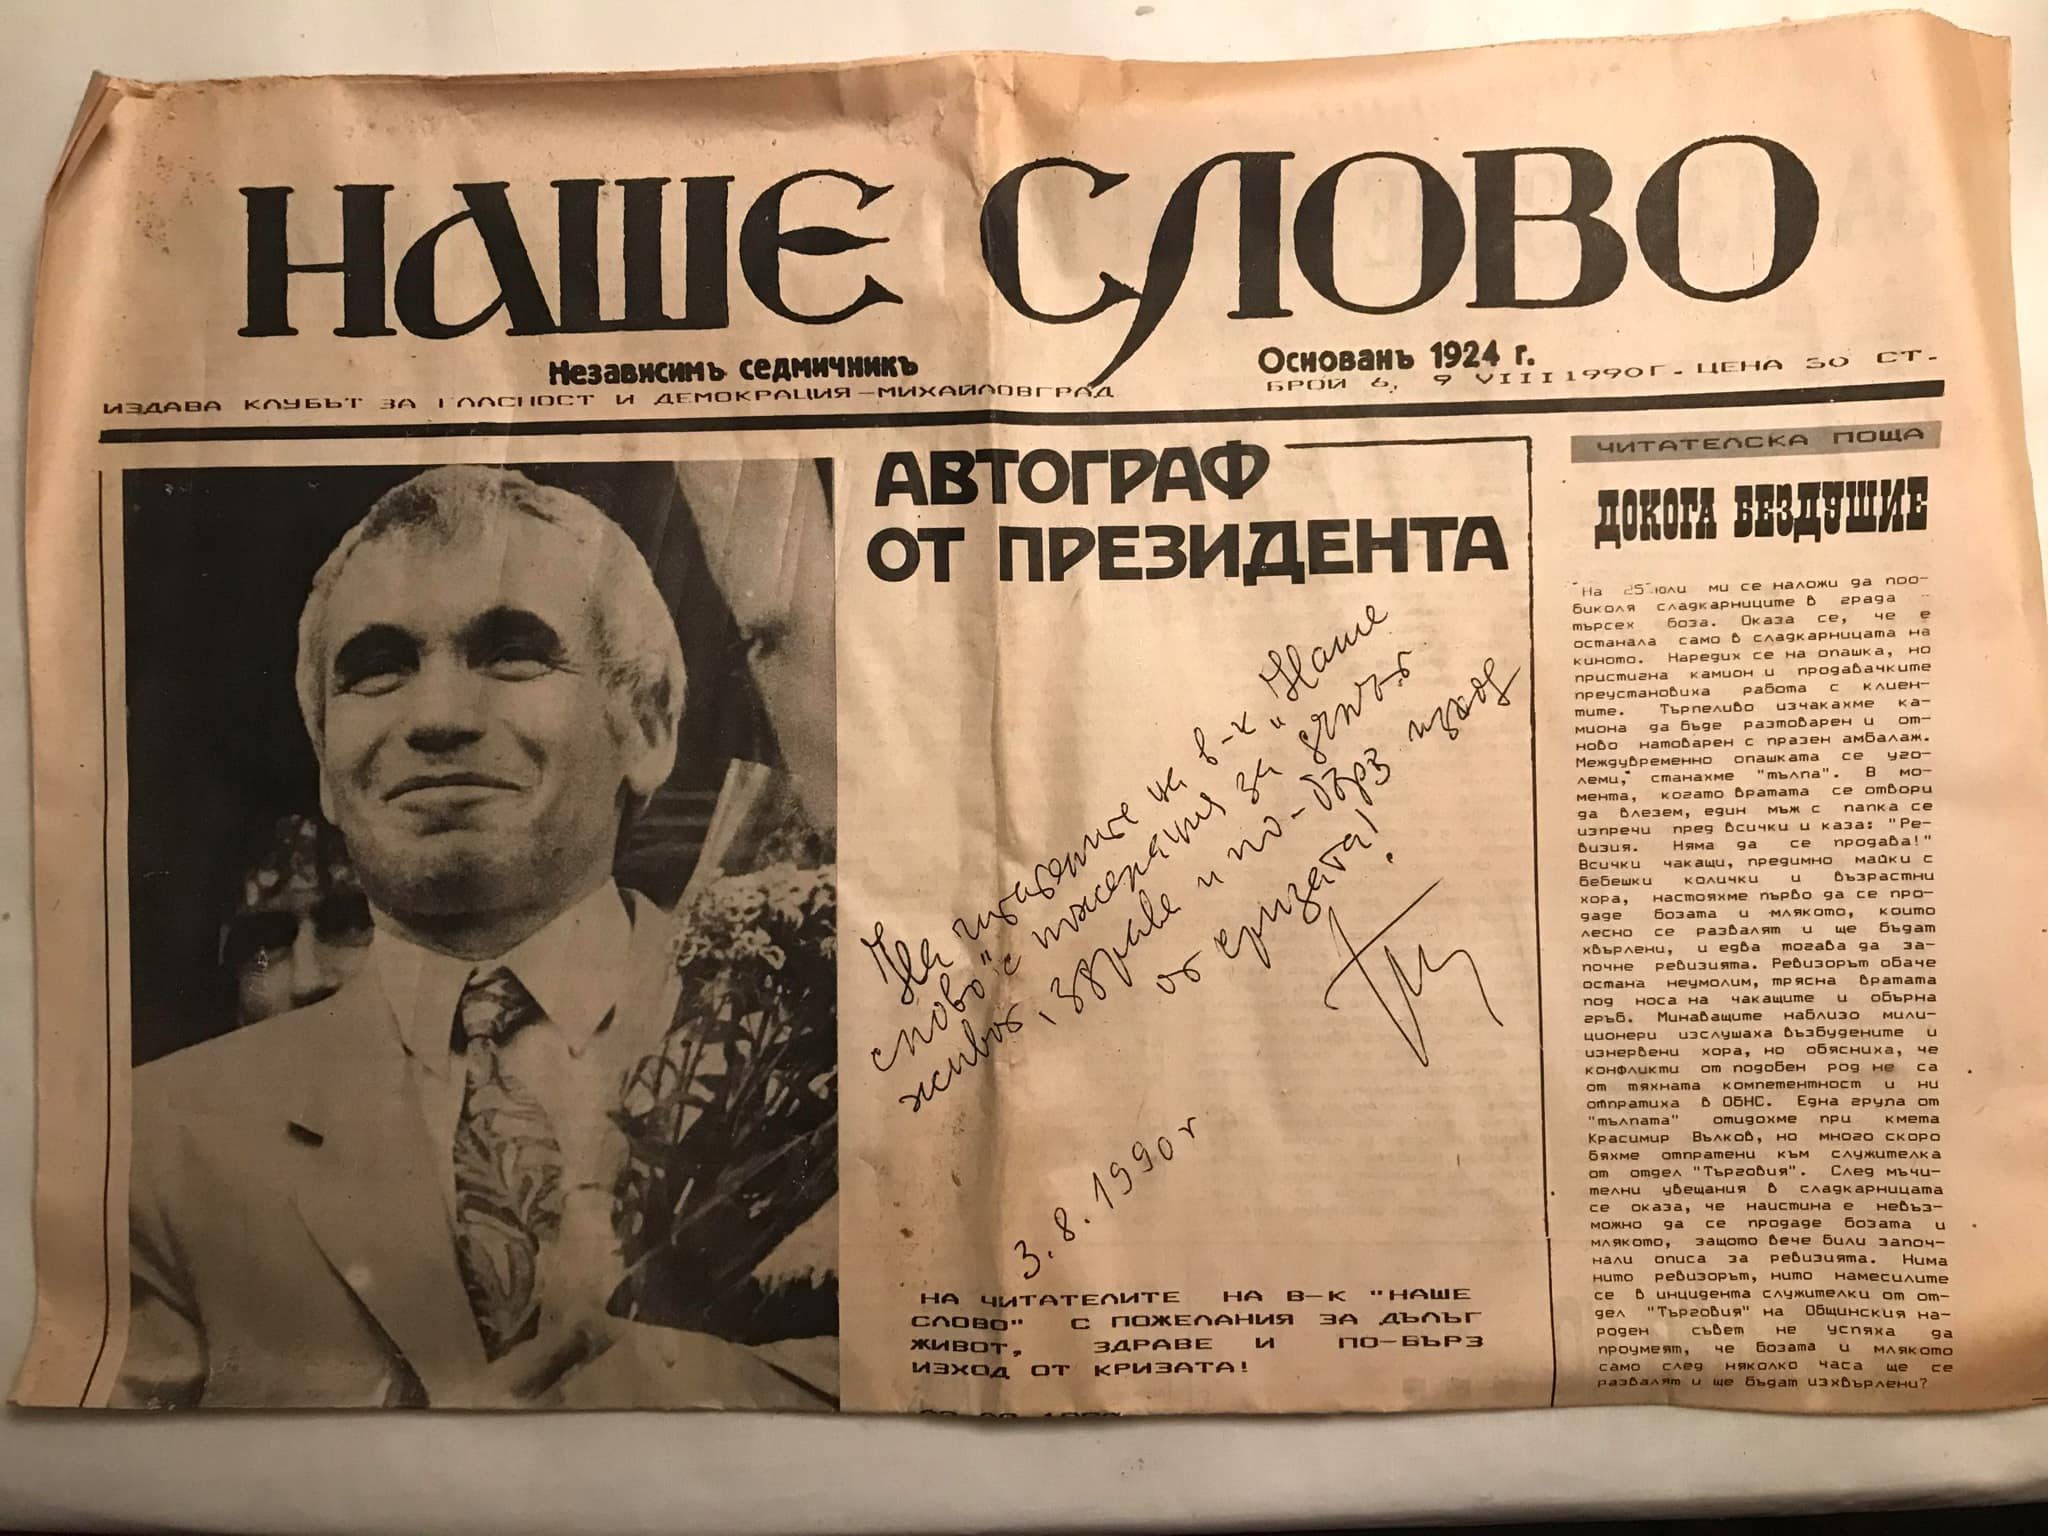 НАШЕ СЛОВО
Независимъ седмичникъ
Основанъ 1924 г.
ИЗДАВА КЛУБЪТ ЗА ГЛАСНОСТ И ДЕМОКРАЦИЯ-МИХАЙЛОВГРАД
БРОЙ 6, 9 VIII 1990Г. ЦЕНА 50 СТ.
АВТОГРАФ
ОТ ПРЕЗИДЕНТА
На читателите на в-к "Наше
слово" с пожелания за дълъг
живот, здраве и по-бърз изход
от кризата!
3.8.1990 г
НА ЧИТАТЕЛИТЕ НА В-К "НАШЕ
СЛОВО" С ПОЖЕЛАНИЯ ЗА ДЪЛЪГ
ЖИВОТ, ЗДРАВЕ И ПО-БЪРЗ
ИЗХОД ОТ КРИЗАТА!
ЧИТАТЕЛСКА ПОЩА
ДОКОГА БЕЗДУШИЕ
На 25 юли ми се наложи да поо-
биколя сладкарниците в града
търсех боза. Оказа се, че е
останала само в сладкарницата на
киното. Наредих се на опашка, но
пристигна камион и продавачките
преустановиха работа с клиен-
тите. Търпеливо изчакахме ка-
миона да бъде разтоварен и от-
ново натоварен с празен амбалаж.
Междувременно опашката се уго-
леми, станахме "тълпа". В мо-
мента, когато вратата се отвори
да влезем, един мъж с папка се
изпречи пред всички и каза: "Ре-
визия. Няма да се продава!"
Всички чакащи, предимно майки с
бебешки колички и възрастни
хора, настояхме първо да се про-
даде бозата и млякото, които
лесно се развалят и ще бъдат
хвърлени, и едва тогава да за-
почне ревизията. Ревизорът обаче
остана неумолим, трясна вратата
под носа на чакащите и обърна
гръб. Минаващите наблизо мили-
ционери изслушаха възбудените и
изнервени хора, но обясниха, че
конфликти от подобен род не са
от тяхната компетентност и ни
отпратиха в ОБНС. Една група от
"тълпата" отидохме при кмета
Красимир Вълков, но много скоро
бяхме отпратени към служителка
от отдел "Търговия". След мъчи-
телни увещания в сладкарницата
се оказа, че наистина е невъз-
можно да се продаде бозата и
млякото, защото вече били започ-
нали описа за ревизията. Нима
нито ревизорът, нито намесилите
се в инцидента служителки от от-
дел "Търговия" на Общинския на-
роден съвет не успяха да
проумеят, че бозата и млякото
само след няколко часа ще се
развалят и ще бъдат изхвърлени?